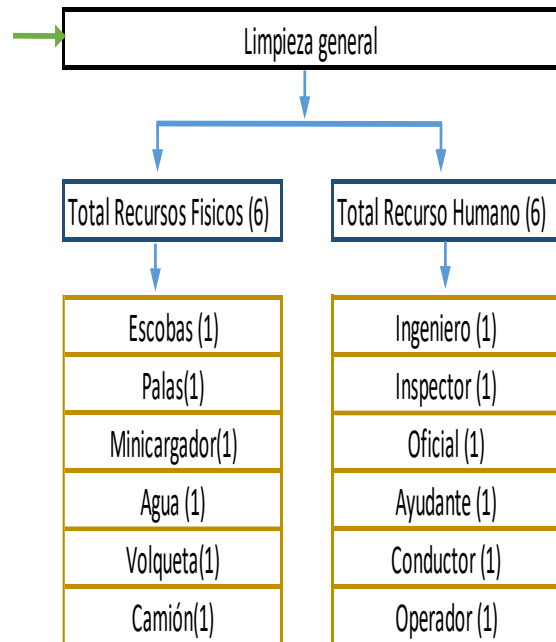 Limpieza general
Total Recursos Fisicos (6)
Total Recurso Humano (6)
Escobas (1)
Palas(1)
Minicargador(1)
Agua (1)
Volqueta(1)
Camión(1)
Ingeniero (1)
Inspector (1)
Oficial (1)
Ayudante (1)
Conductor (1)
Operador (1)